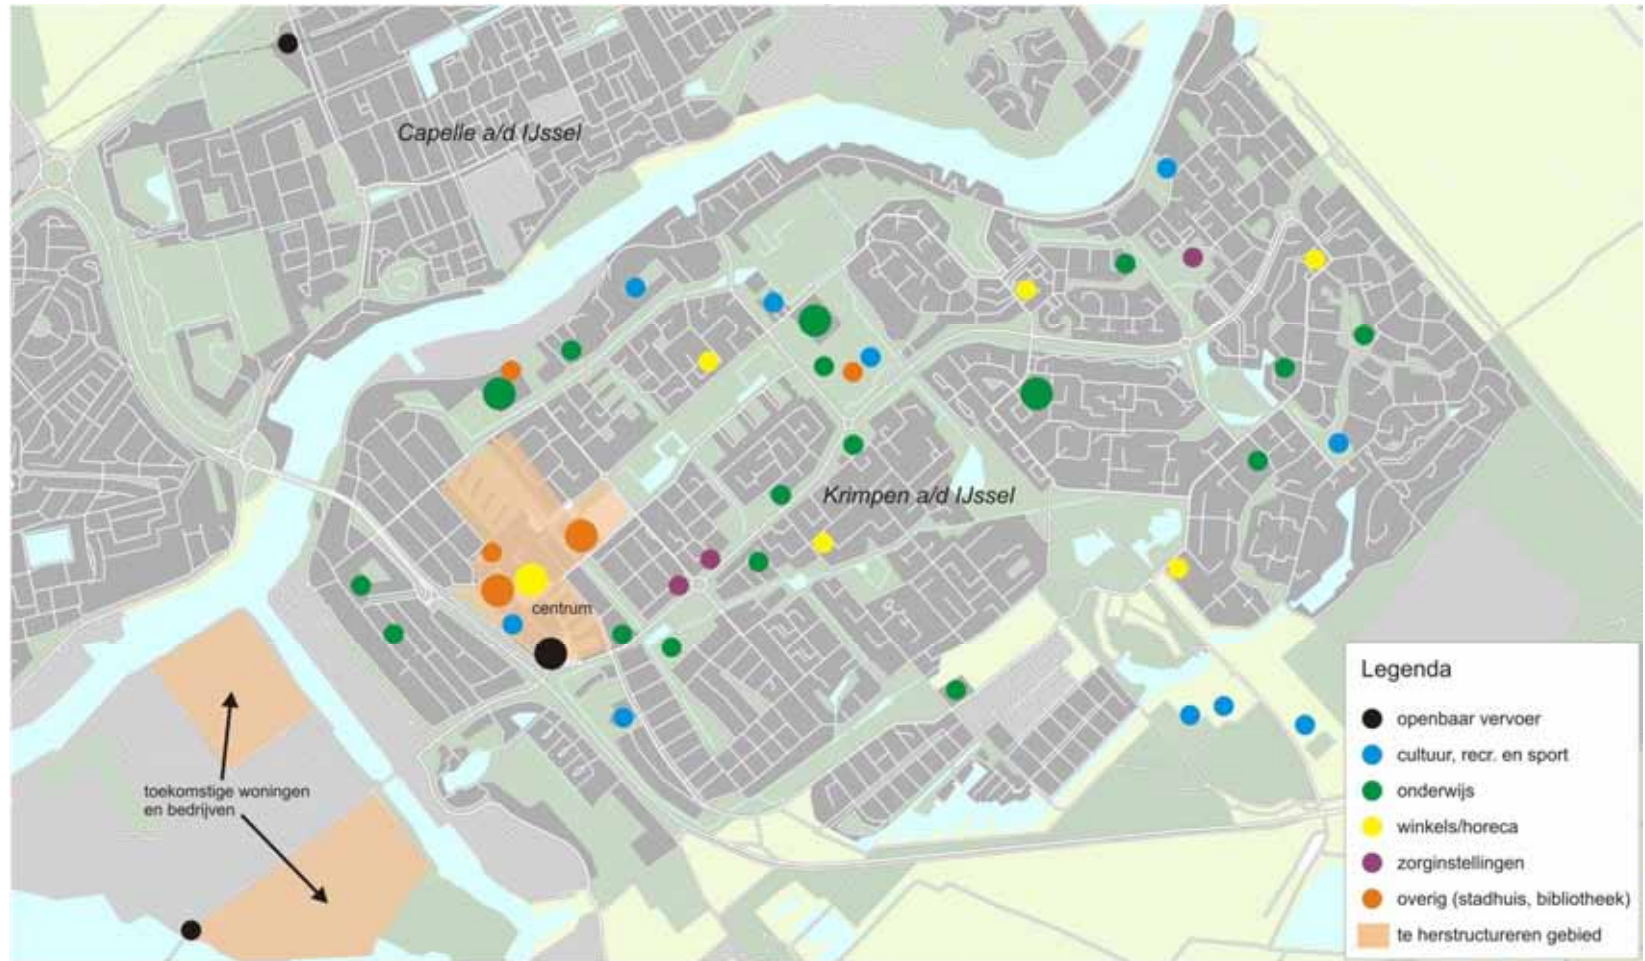 Capelle a/d IJssel
Krimpen a/d IJssel
centrum
toekomstige woningen
en bedrijven
Legenda
openbaar vervoer
cultuur, recr. en sport
onderwijs
winkels/horeca
zorginstellingen
overig (stadhuis, bibliotheek)
te herstructureren gebied